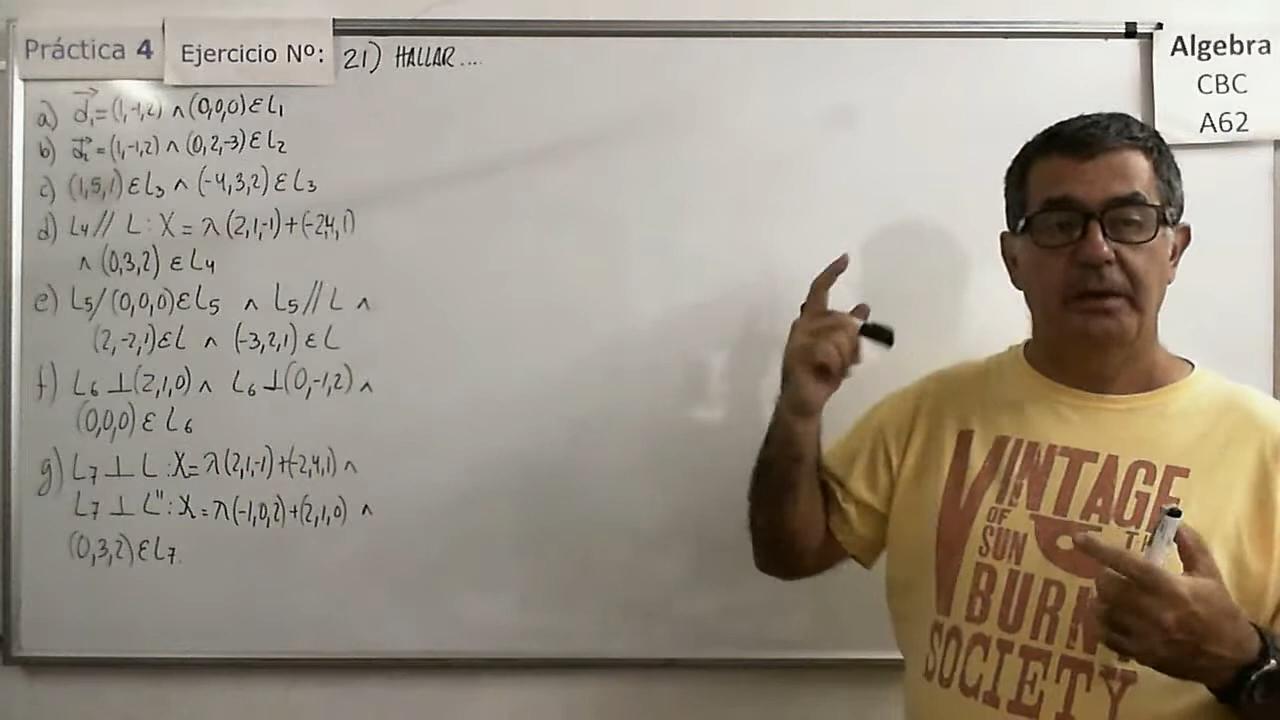 Práctica 4 Ejercicio Nº: 21) HALLAR....
Algebra
CBC
A62
a) d₁=(1,-1,2) ∧ (0,0,0) ε L₁
b) d₂=(1,-1,2) ∧ (0,2,-3) ε L₂
c) (1,5,1) ε L₃ ∧ (-4,3,2) ε L₃
d) L₄ // L : X = λ(2,1,-1)+(-2,4,1)
∧ (0,3,2) ε L₄
e) L₅ / (0,0,0) ε L₅ ∧ L₅ // L ∧
(2,-2,1) ε L ∧ (-3,2,1) ε L
f) L₆ ⊥ (2,1,0) ∧ L₆ ⊥ (0,-1,2) ∧
(0,0,0) ε L₆
g) L₇ ⊥ L : X = λ(2,1,-1)+(-2,4,1) ∧
L₇ ⊥ L" : X = λ(-1,0,2)+(2,1,0) ∧
(0,3,2) ε L₇.
VINTAGE
OF THE
SUN
BURN
SOCIETY